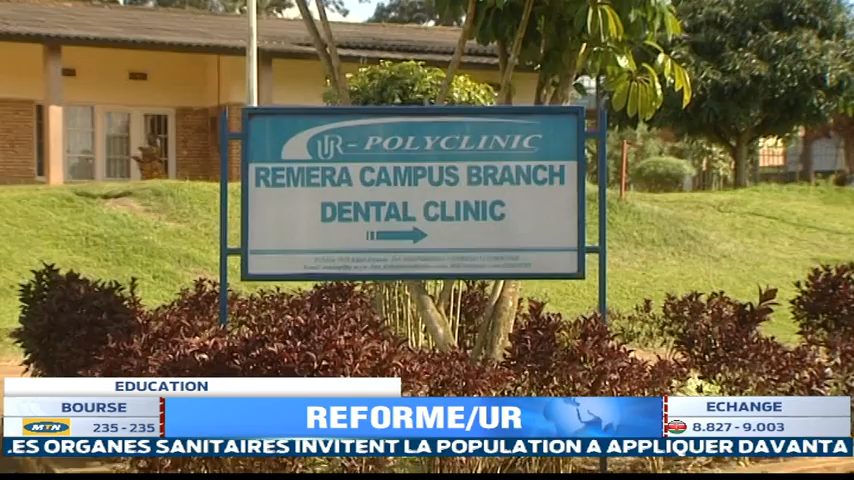 UR - POLYCLINIC
REMERA CAMPUS BRANCH
DENTAL CLINIC
EDUCATION
BOURSE
MTN
235-235
REFORME/UR
ECHANGE
8.827 - 9.003
LES ORGANES SANITAIRES INVITENT LA POPULATION A APPLIQUER DAVANTA